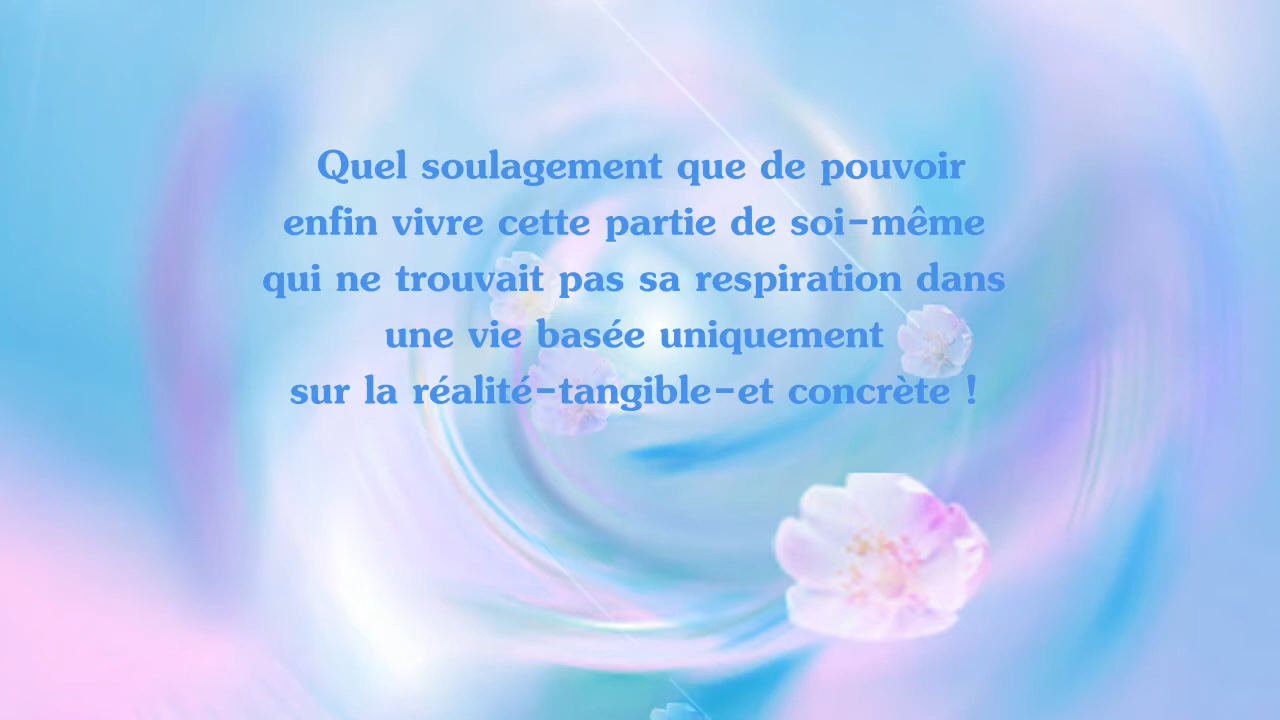 Quel soulagement que de pouvoir
enfin vivre cette partie de soi-même
qui ne trouvait pas sa respiration dans
une vie basée uniquement
sur la réalité-tangible-et concrète !